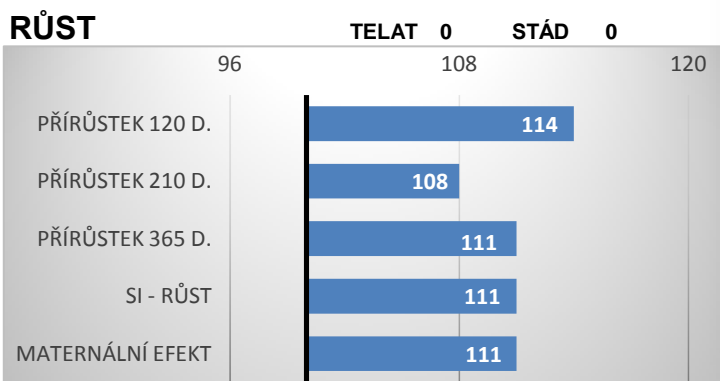 RŮST TELAT 0 STÁD 0
96 108 120
PŘÍRŮSTEK 120 D. 114
PŘÍRŮSTEK 210 D. 108
PŘÍRŮSTEK 365 D. 111
SI - RŮST 111
MATERNÁLNÍ EFEKT 111